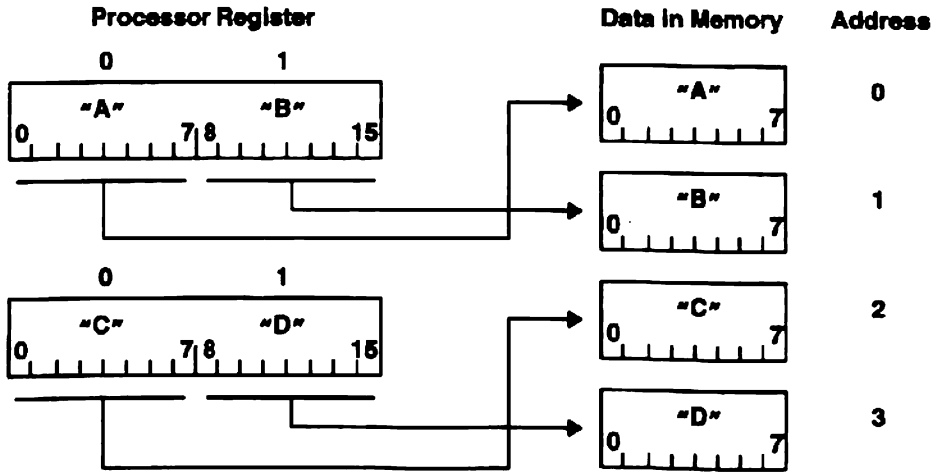 Processor Register Data in Memory Address
0 1
"A" "B" "A" 0
0 7 8 15 0 7
"B" 1
0 7
0 1
"C" "D" "C" 2
0 7 8 15 0 7
"D" 3
0 7